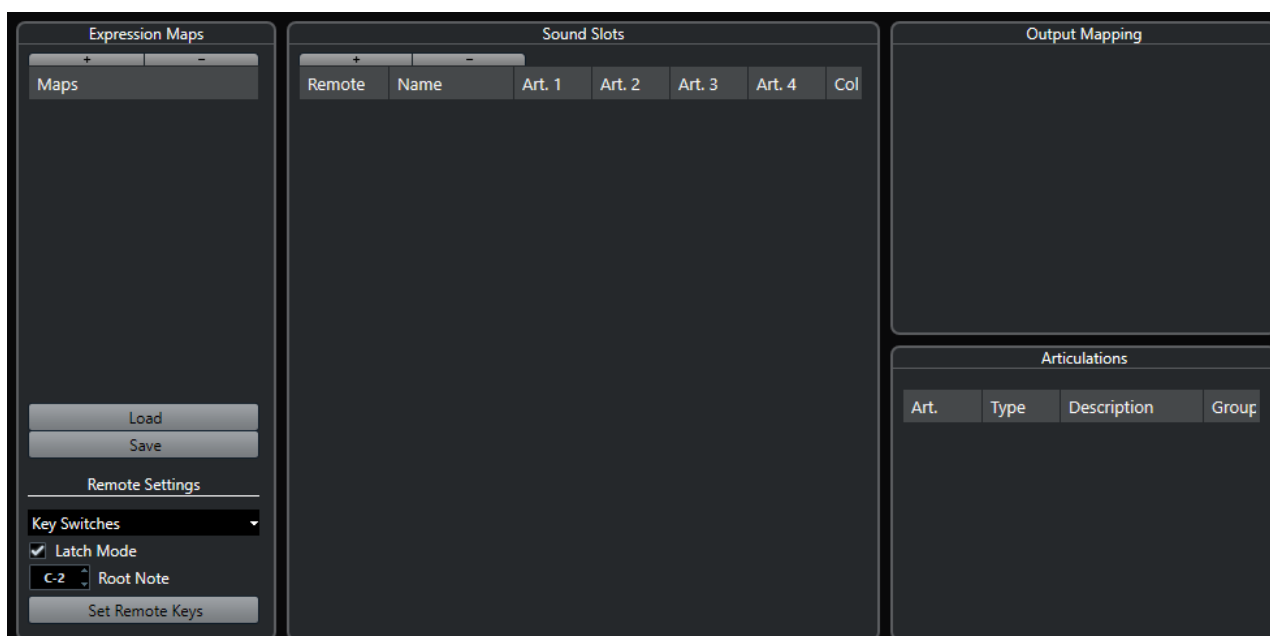 Expression Maps
+ -
Maps
Load
Save
Remote Settings
Key Switches
Latch Mode
C-2 Root Note
Set Remote Keys
Sound Slots
+ -
Remote Name Art. 1 Art. 2 Art. 3 Art. 4 Col
Output Mapping
Articulations
Art. Type Description Group